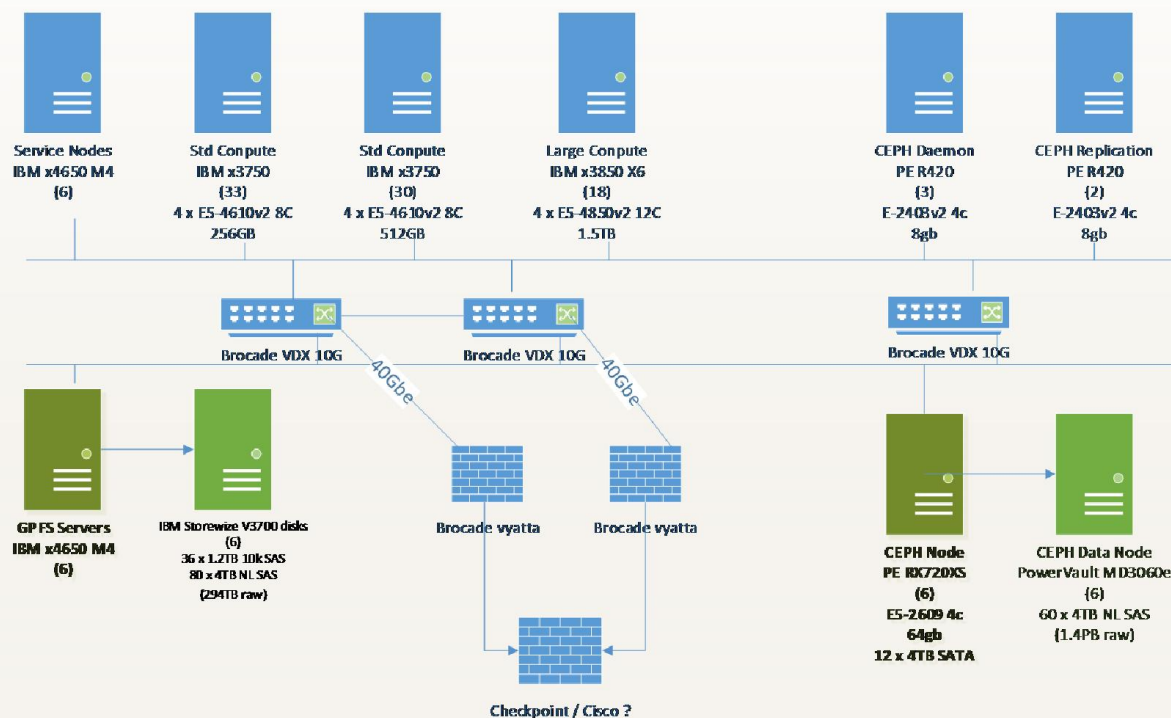 Service Nodes
IBM x4650 M4
(6)
Std Conpute
IBM x3750
(33)
4 x E5-4610v2 8C
256GB
Std Conpute
IBM x3750
(30)
4 x E5-4610v2 8C
512GB
Large Conpute
IBM x3850 X6
(18)
4 x E5-4850v2 12C
1.5TB
CEPH Daemon
PE R420
(3)
E-2403v2 4c
8gb
CEPH Replication
PE R420
(2)
E-2403v2 4c
8gb
Brocade VDX 10G
Brocade VDX 10G
Brocade VDX 10G
40Gbe
40Gbe
GPFS Servers
IBM x4650 M4
(6)
IBM Storewize V3700 disks
(6)
36 x 1.2TB 10k SAS
80 x 4TB NL SAS
(294TB raw)
Brocade vyatta
Brocade vyatta
CEPH Node
PE RX720XS
(6)
E5-2609 4c
64gb
12 x 4TB SATA
CEPH Data Node
PowerVault MD3060e
(6)
60 x 4TB NL SAS
(1.4PB raw)
Checkpoint / Cisco ?